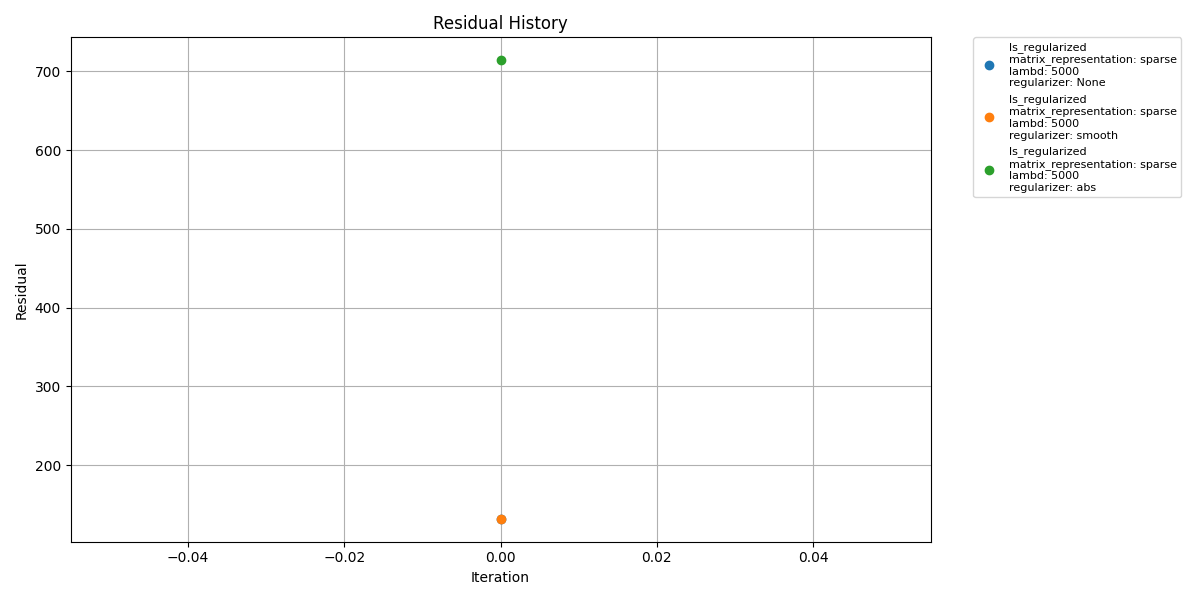 Residual History
Residual
700
600
500
400
300
200
−0.04
−0.02
0.00
0.02
0.04
Iteration
ls_regularized
matrix_representation: sparse
lambd: 5000
regularizer: None
ls_regularized
matrix_representation: sparse
lambd: 5000
regularizer: smooth
ls_regularized
matrix_representation: sparse
lambd: 5000
regularizer: abs